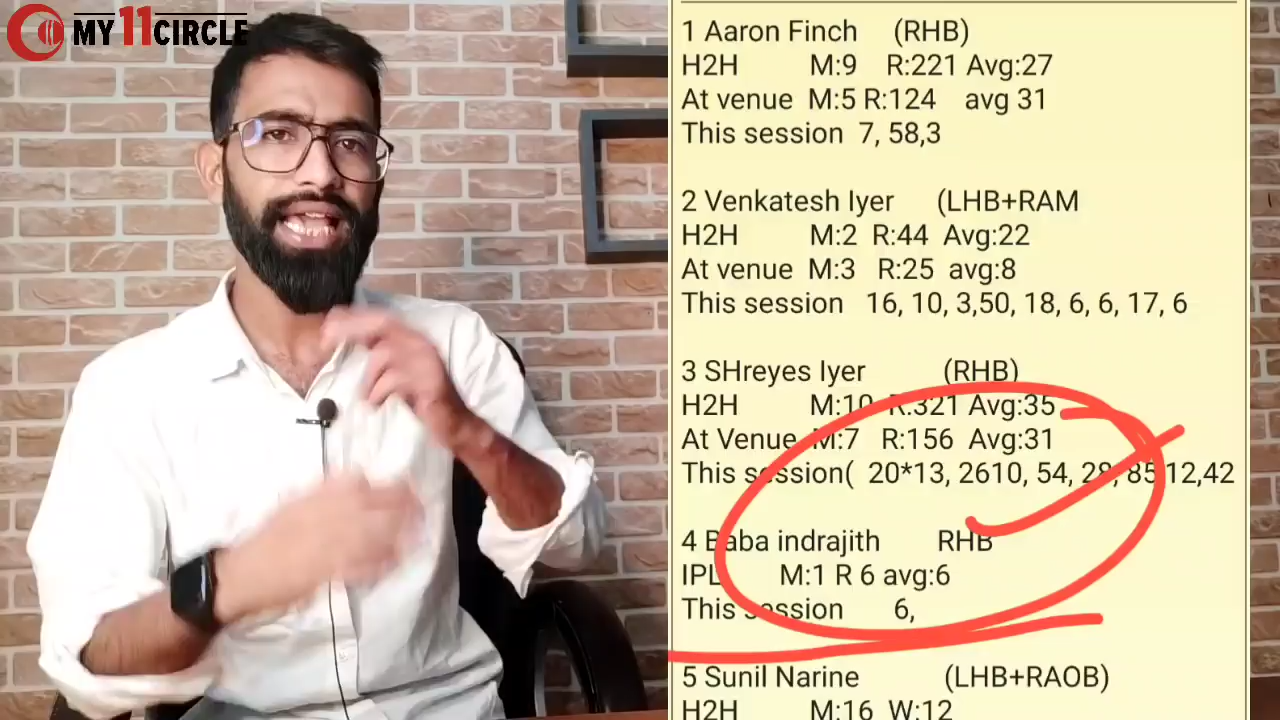 MY11CIRCLE
1 Aaron Finch (RHB)
H2H M:9 R:221 Avg:27
At venue M:5 R:124 avg 31
This session 7, 58,3
2 Venkatesh Iyer (LHB+RAM
H2H M:2 R:44 Avg:22
At venue M:3 R:25 avg:8
This session 16, 10, 3,50, 18, 6, 6, 17, 6
3 SHreyes Iyer (RHB)
H2H M:10 R:321 Avg:35
At Venue M:7 R:156 Avg:31
This session( 20*13, 2610, 54, 29, 85 12,42
4 Baba indrajith RHB
IPL M:1 R 6 avg:6
This session 6,
5 Sunil Narine (LHB+RAOB)
H2H M:16 W:12